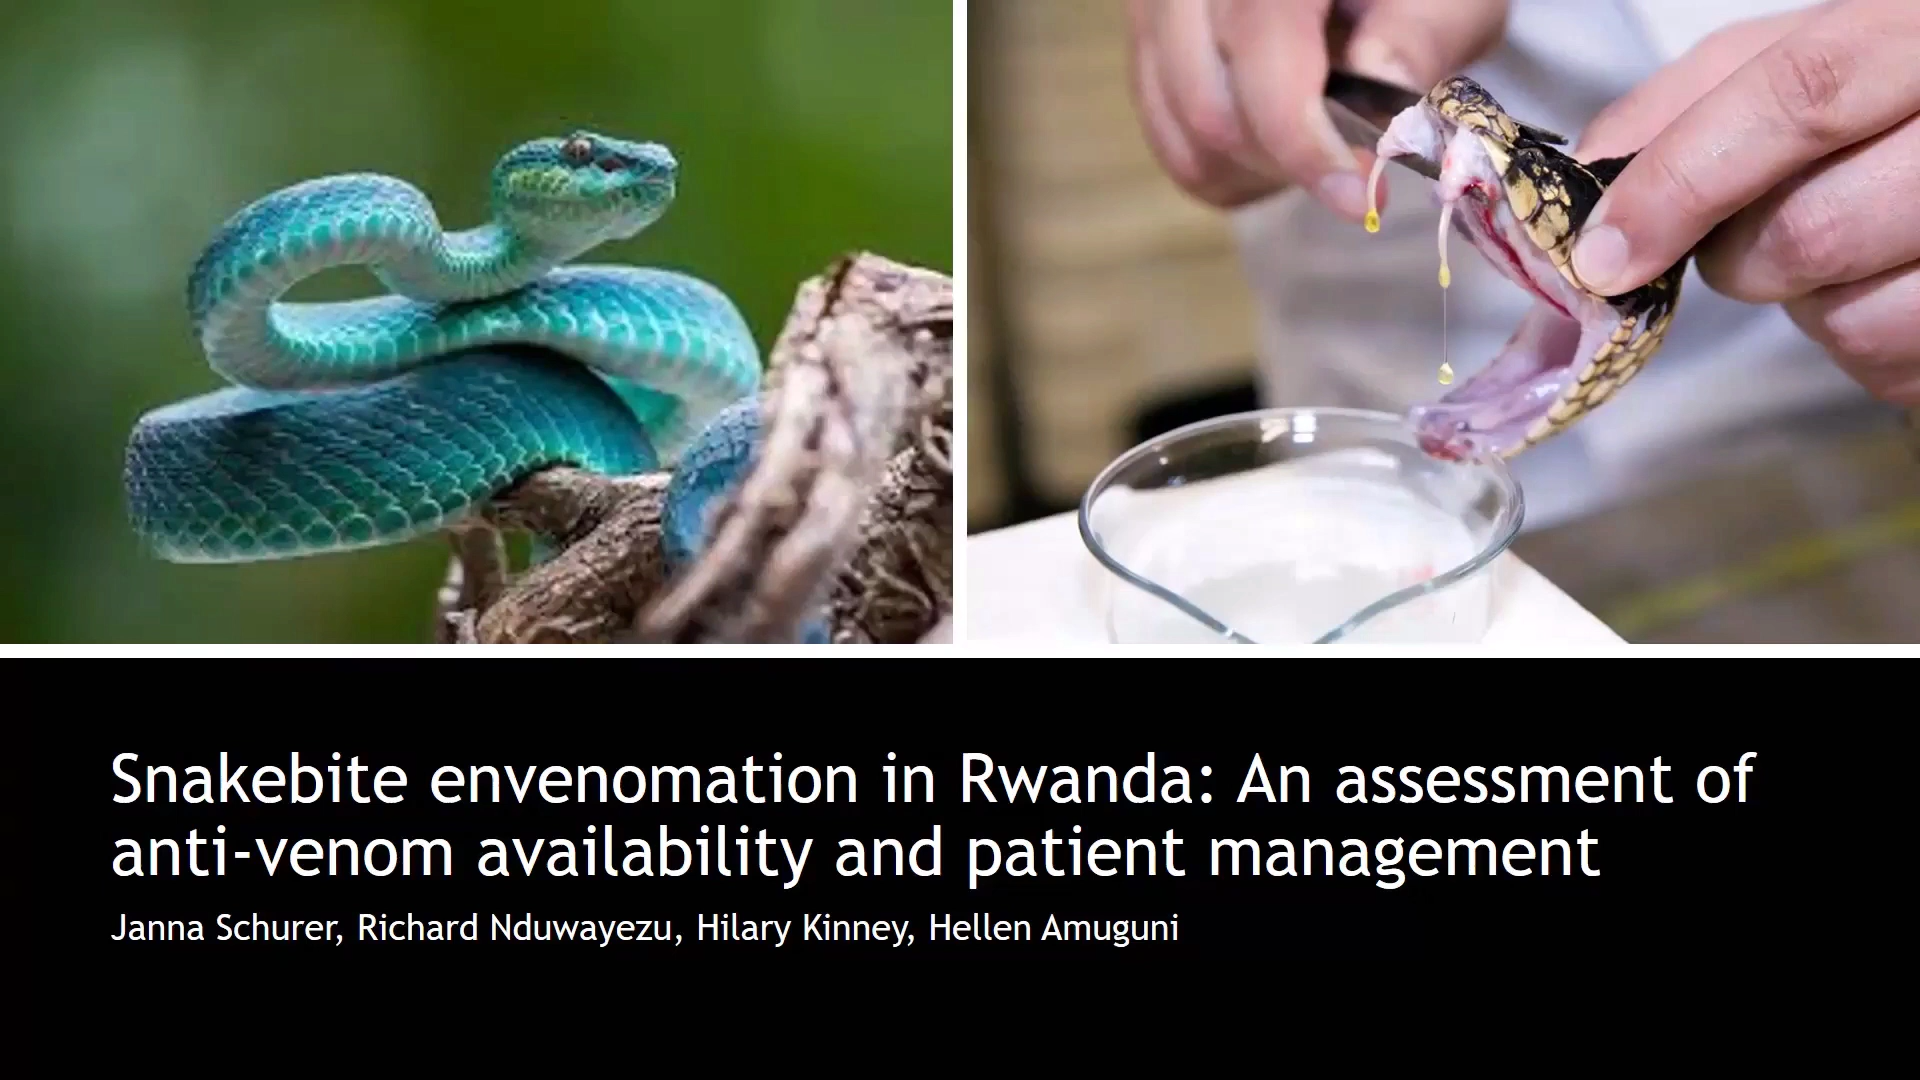 Snakebite envenomation in Rwanda: An assessment of
anti-venom availability and patient management
Janna Schurer, Richard Nduwayezu, Hilary Kinney, Hellen Amuguni